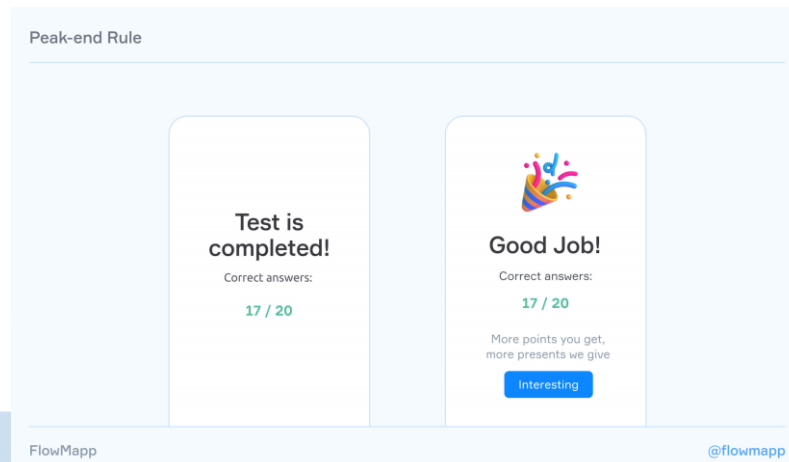 Peak-end Rule
Test is
completed!
Correct answers:
17 / 20
Good Job!
Correct answers:
17 / 20
More points you get,
more presents we give
Interesting
FlowMapp
@flowmapp